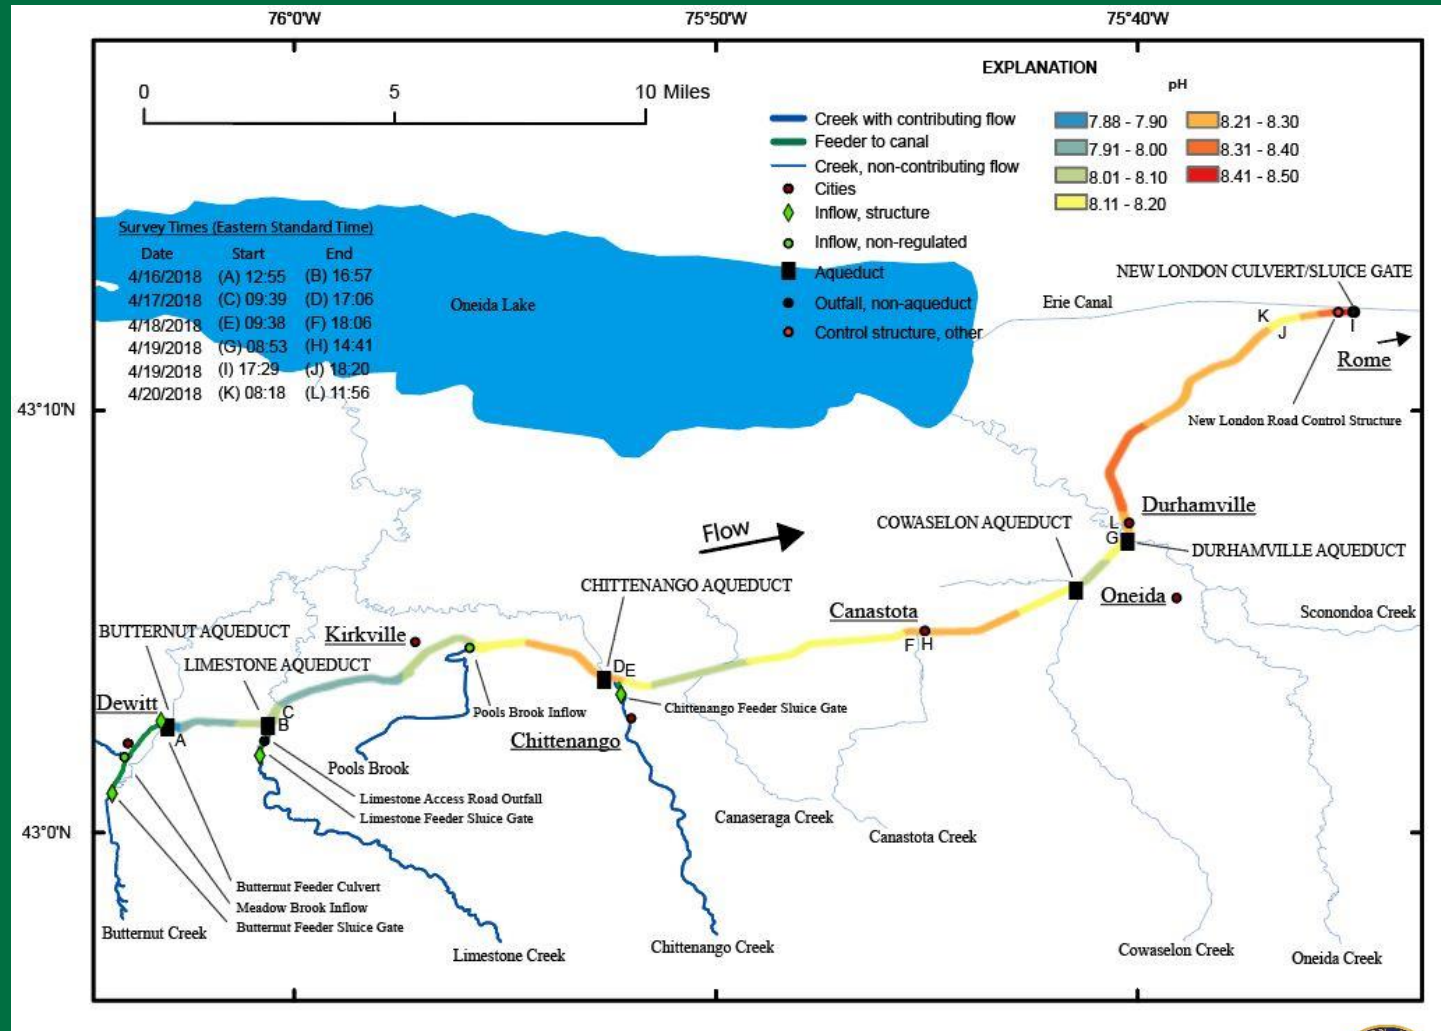 76°0'W
75°50'W
75°40'W
0 5 10 Miles
EXPLANATION
pH
Creek with contributing flow
Feeder to canal
Creek, non-contributing flow
Cities
Inflow, structure
Inflow, non-regulated
Aqueduct
Outfall, non-aqueduct
Control structure, other
7.88 - 7.90
7.91 - 8.00
8.01 - 8.10
8.11 - 8.20
8.21 - 8.30
8.31 - 8.40
8.41 - 8.50
Survey Times (Eastern Standard Time)
Date Start End
4/16/2018 (A) 12:55 (B) 16:57
4/17/2018 (C) 09:39 (D) 17:06
4/18/2018 (E) 09:38 (F) 18:06
4/19/2018 (G) 08:53 (H) 14:41
4/19/2018 (I) 17:29 (J) 18:20
4/20/2018 (K) 08:18 (L) 11:56
Oneida Lake
NEW LONDON CULVERT/SLUICE GATE
Erie Canal
K
J
I
Rome
43°10'N
New London Road Control Structure
Durhamville
L
G
COWASELON AQUEDUCT
Flow
DURHAMVILLE AQUEDUCT
CHITTENANGO AQUEDUCT
Oneida
Canastota
Sconondoa Creek
BUTTERNUT AQUEDUCT
Kirkville
F H
LIMESTONE AQUEDUCT
D E
Dewitt
Chittenango Feeder Sluice Gate
C
B
A
Pools Brook Inflow
Chittenango
Pools Brook
Limestone Access Road Outfall
Limestone Feeder Sluice Gate
Canaseraga Creek
43°0'N
Canastota Creek
Butternut Feeder Culvert
Meadow Brook Inflow
Butternut Feeder Sluice Gate
Butternut Creek
Limestone Creek
Chittenango Creek
Cowaselon Creek
Oneida Creek